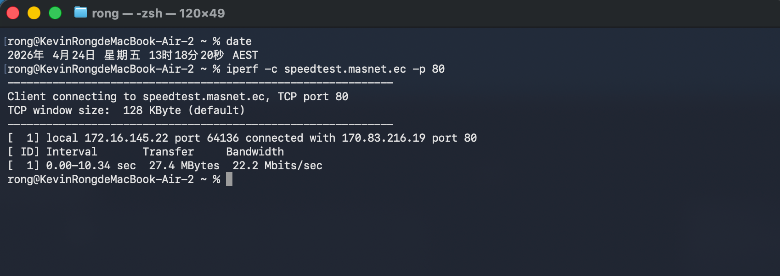 rong — -zsh — 120×49
[rong@KevinRongdeMacBook-Air-2 ~ % date
2026年 4月24日 星期五 13时18分20秒 AEST
[rong@KevinRongdeMacBook-Air-2 ~ % iperf -c speedtest.masnet.ec -p 80
------------------------------------------------------------
Client connecting to speedtest.masnet.ec, TCP port 80
TCP window size:  128 KByte (default)
------------------------------------------------------------
[  1] local 172.16.145.22 port 64136 connected with 170.83.216.19 port 80
[ ID] Interval       Transfer     Bandwidth
[  1] 0.00-10.34 sec  27.4 MBytes  22.2 Mbits/sec
rong@KevinRongdeMacBook-Air-2 ~ %